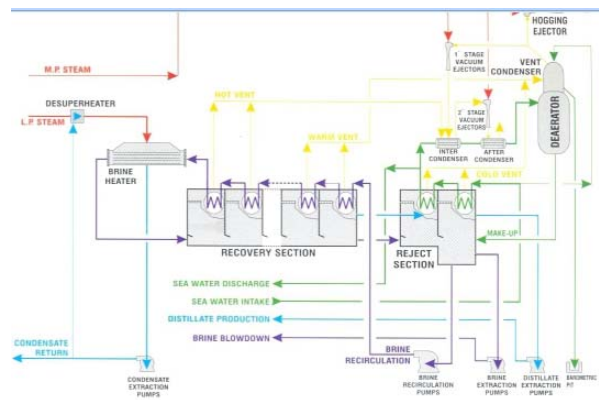 HOGGING
EJECTOR
1 STAGE
VACUUM
EJECTORS
VENT
CONDENSER
M.P. STEAM
DESUPERHEATER
HOT VENT
L.P. STEAM
WARM VENT
2 STAGE
VACUUM
EJECTORS
DEAERATOR
INTER
CONDENSER
AFTER
CONDENSER
BRINE
HEATER
COLD VENT
RECOVERY SECTION
REJECT
SECTION
MAKE-UP
SEA WATER DISCHARGE
SEA WATER INTAKE
DISTILLATE PRODUCTION
BRINE BLOWDOWN
CONDENSATE
RETURN
BRINE
RECIRCULATION
CONDENSATE
EXTRACTION
PUMPS
BRINE
RECIRCULATION
PUMPS
BRINE
EXTRACTION
PUMPS
DISTILLATE
EXTRACTION
PUMPS
BAROMETRIC
PIT